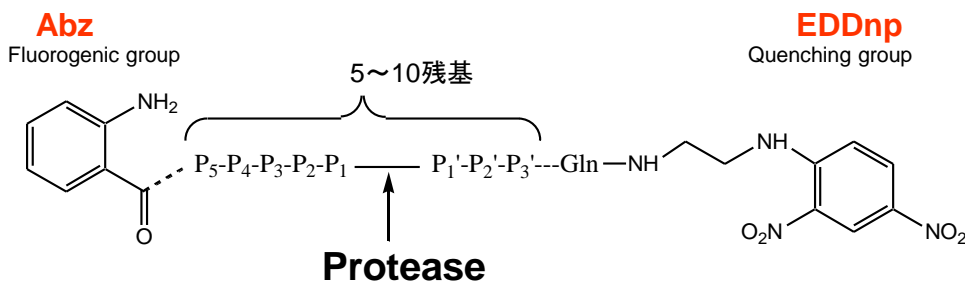 Abz
Fluorogenic group
EDDnp
Quenching group
5～10残基
NH2
O
P5-P4-P3-P2-P1
P1'-P2'-P3'---Gln
NH
NH
O2N
NO2
Protease